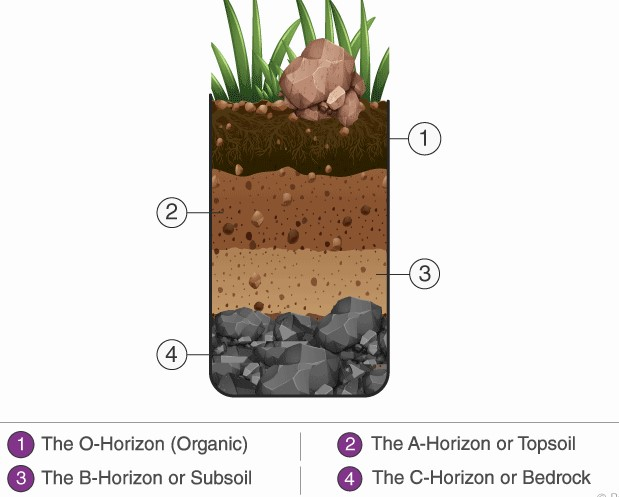 1
2
3
4
1 The O-Horizon (Organic)
2 The A-Horizon or Topsoil
3 The B-Horizon or Subsoil
4 The C-Horizon or Bedrock